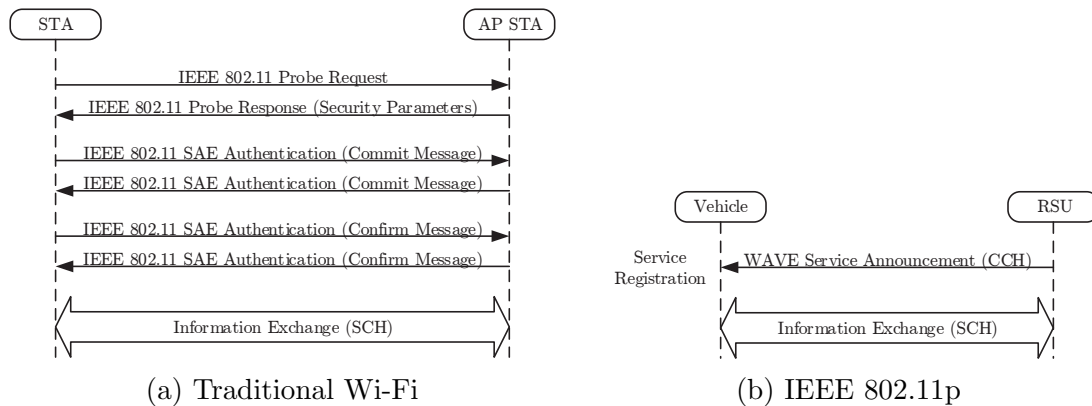 STA
AP STA
IEEE 802.11 Probe Request
IEEE 802.11 Probe Response (Security Parameters)
IEEE 802.11 SAE Authentication (Commit Message)
IEEE 802.11 SAE Authentication (Commit Message)
IEEE 802.11 SAE Authentication (Confirm Message)
IEEE 802.11 SAE Authentication (Confirm Message)
Information Exchange (SCH)
(a) Traditional Wi-Fi
Vehicle
RSU
Service
Registration
WAVE Service Announcement (CCH)
Information Exchange (SCH)
(b) IEEE 802.11p